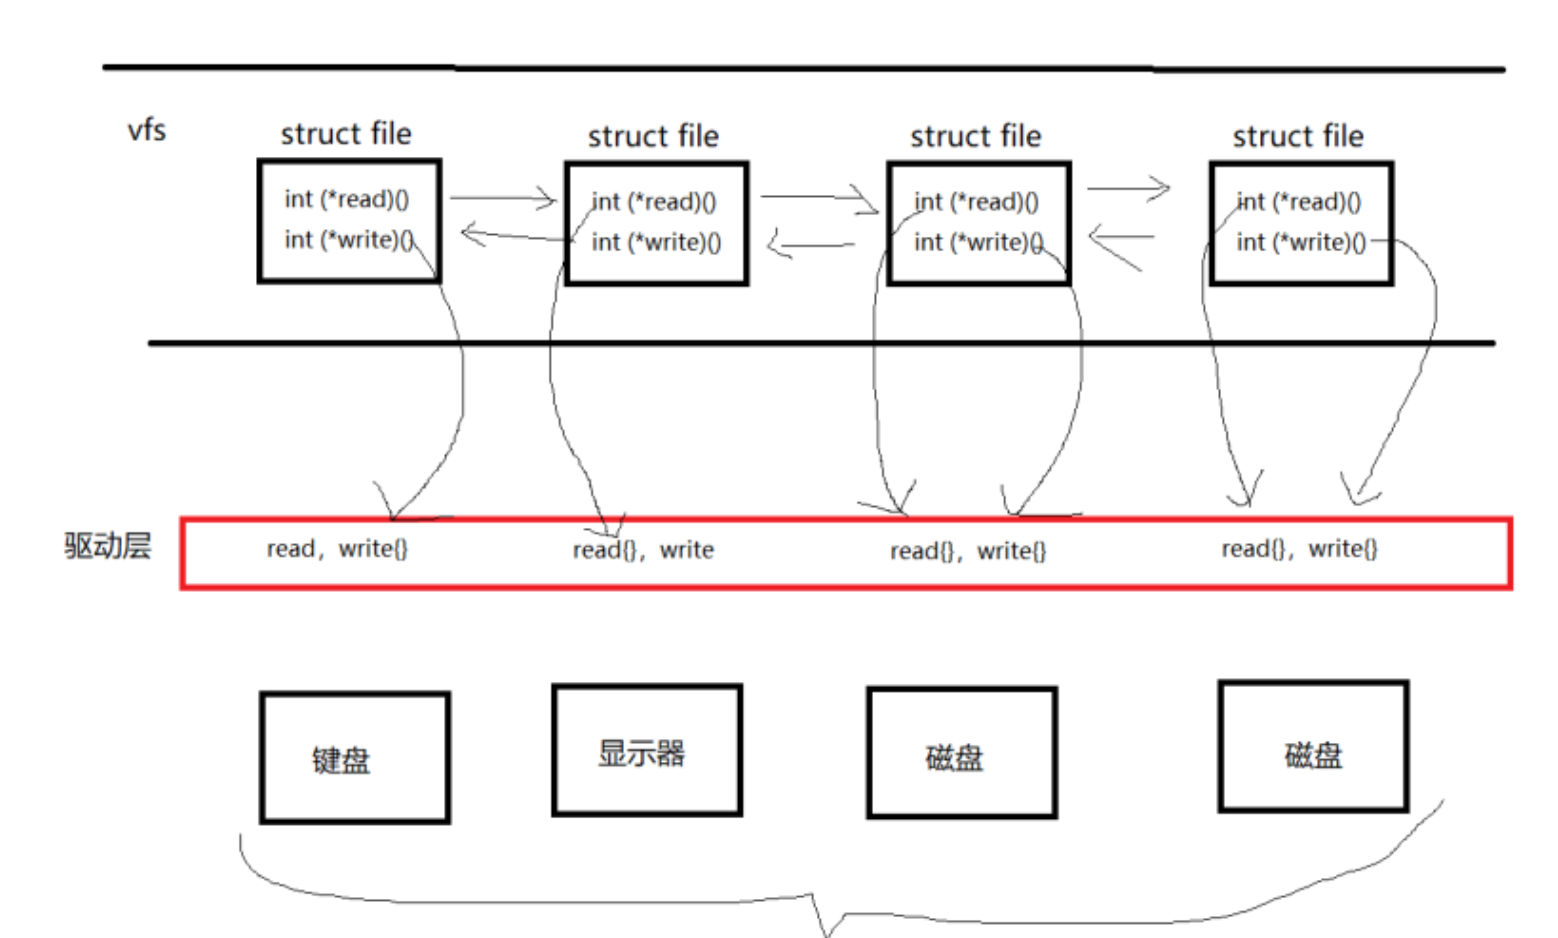 vfs
struct file
struct file
struct file
struct file
int (*read)()
int (*write)()
int (*read)()
int (*write)()
int (*read)()
int (*write)()
int (*read)()
int (*write)()
驱动层
read, write{}
read{}, write
read{}, write{}
read{}, write{}
键盘
显示器
磁盘
磁盘